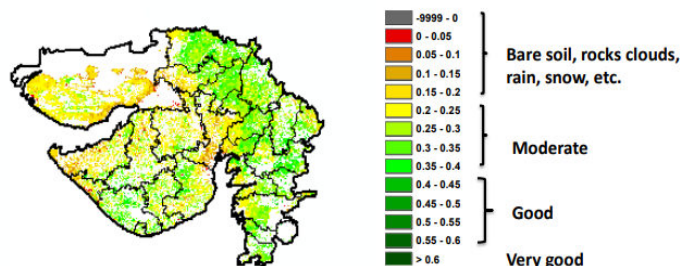 -9999 - 0
0 - 0.05
0.05 - 0.1
0.1 - 0.15
0.15 - 0.2
0.2 - 0.25
0.25 - 0.3
0.3 - 0.35
0.35 - 0.4
0.4 - 0.45
0.45 - 0.5
0.5 - 0.55
0.55 - 0.6
> 0.6
Bare soil, rocks clouds,
rain, snow, etc.
Moderate
Good
Very good